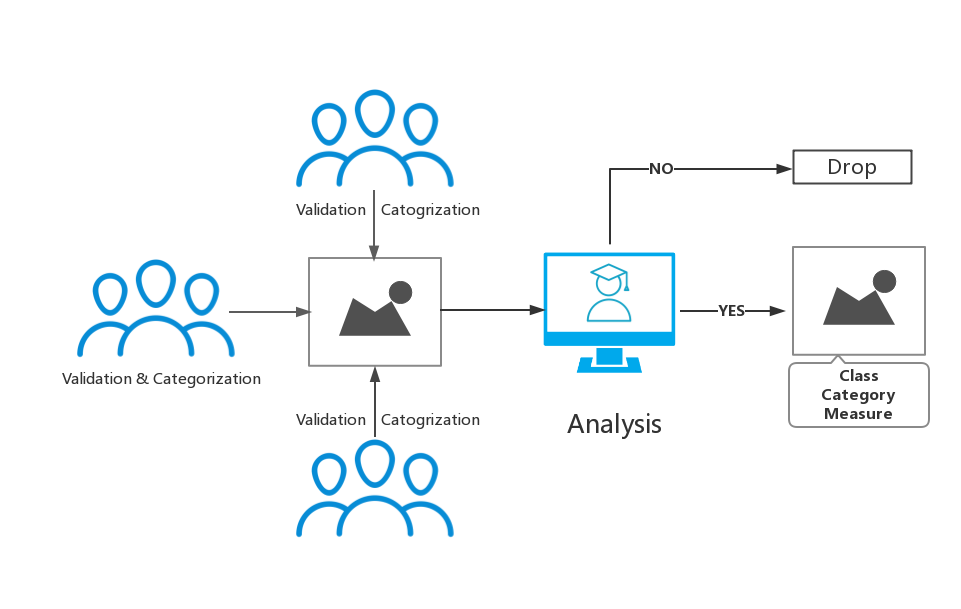 Validation Catogrization
NO
Drop
YES
Validation & Categorization
Class
Category
Measure
Validation Catogrization
Analysis